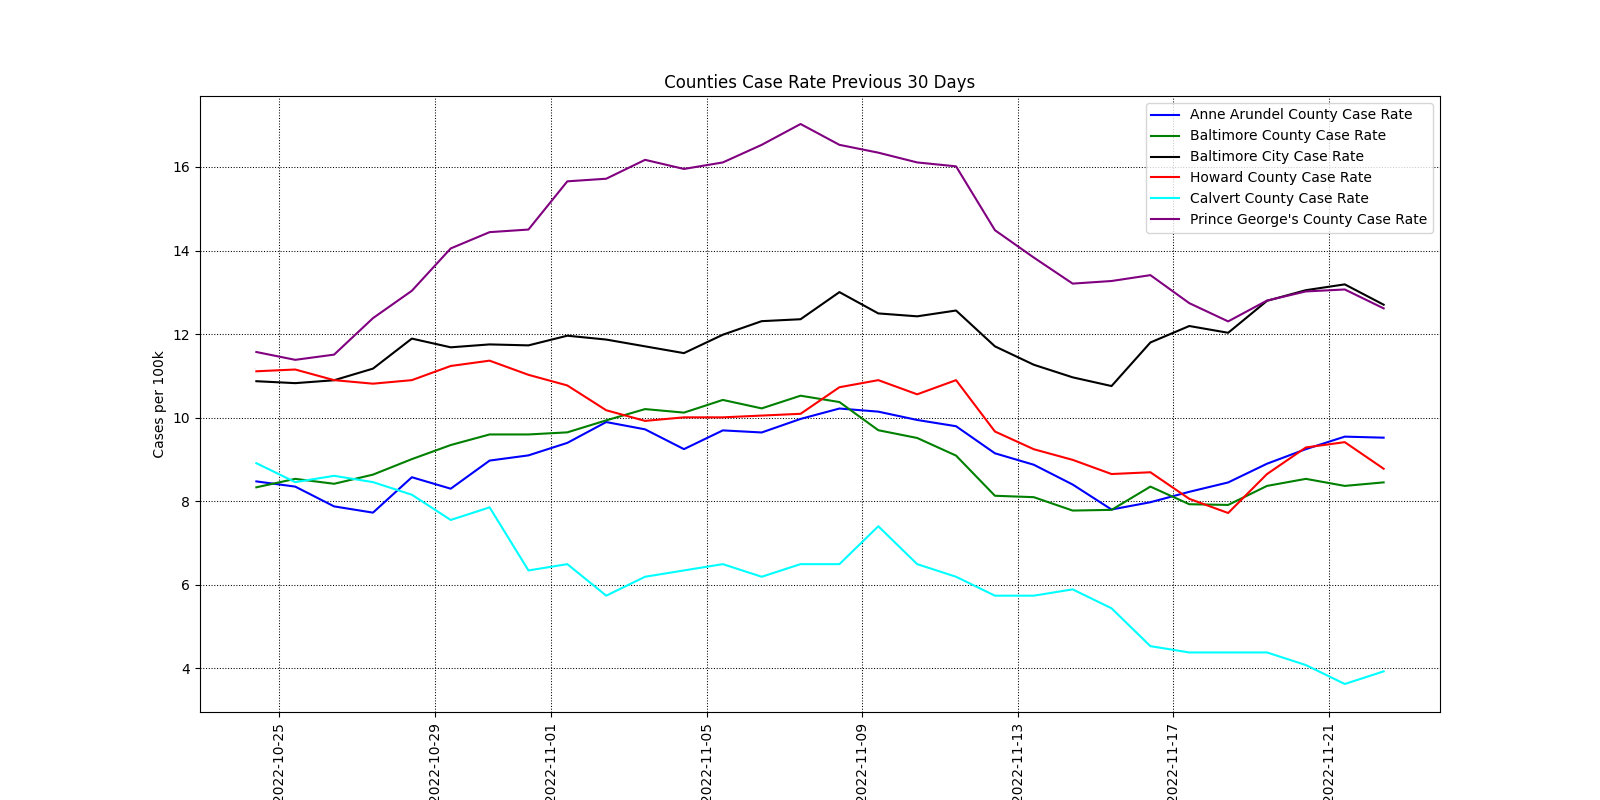 Counties Case Rate Previous 30 Days
Anne Arundel County Case Rate
Baltimore County Case Rate
Baltimore City Case Rate
Howard County Case Rate
Calvert County Case Rate
Prince George's County Case Rate
Cases per 100k
16
14
12
10
8
6
4
2022-10-25
2022-10-29
2022-11-01
2022-11-05
2022-11-09
2022-11-13
2022-11-17
2022-11-21